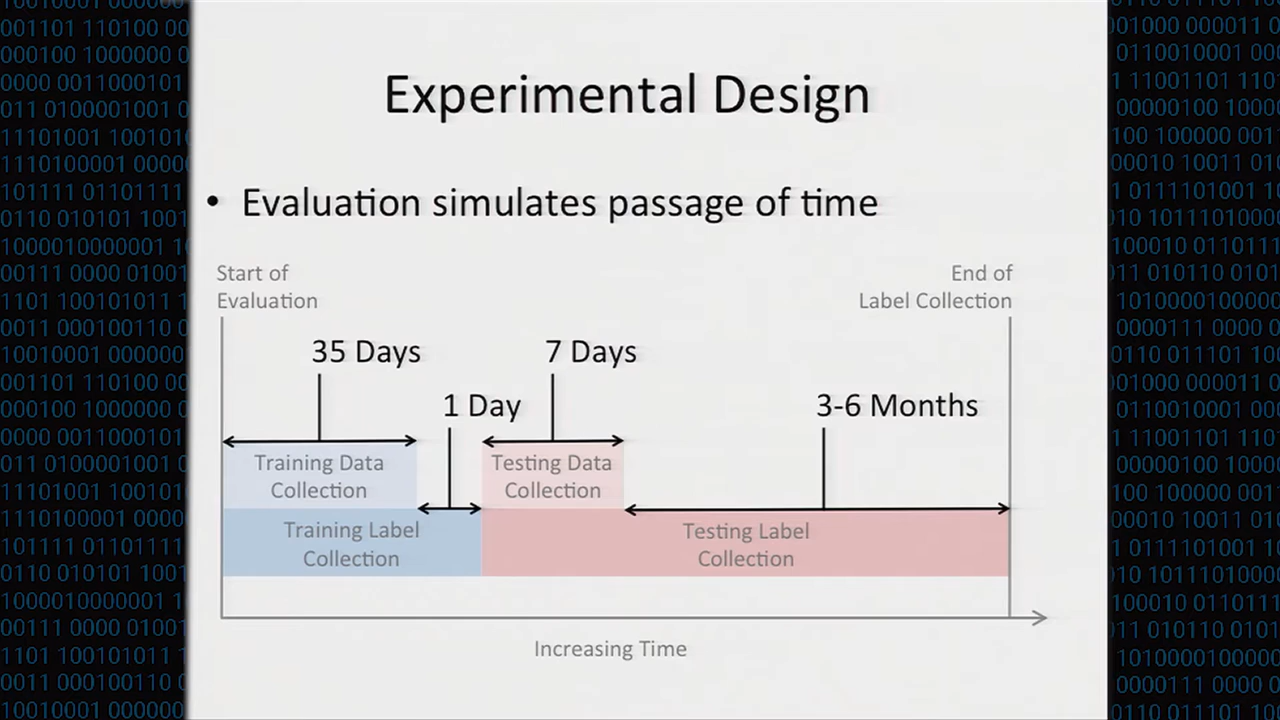 Experimental Design
• Evaluation simulates passage of time
Start of
Evaluation
End of
Label Collection
35 Days
7 Days
1 Day
3-6 Months
Training Data
Collection
Testing Data
Collection
Training Label
Collection
Testing Label
Collection
Increasing Time